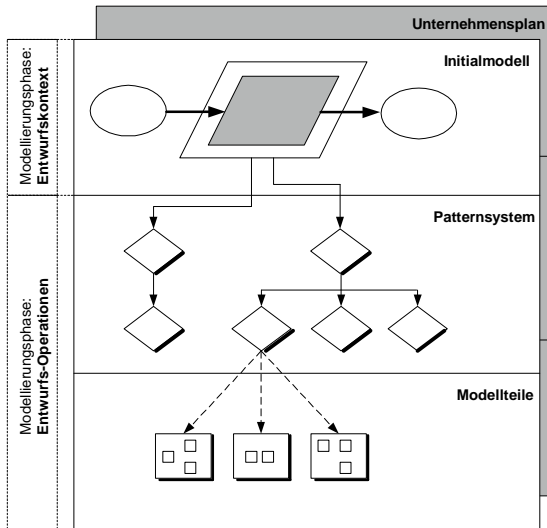 Unternehmensplan
Initialmodell
Modellierungsphase:
Entwurfskontext
Patternsystem
Modellierungsphase:
Entwurfs-Operationen
Modellteile